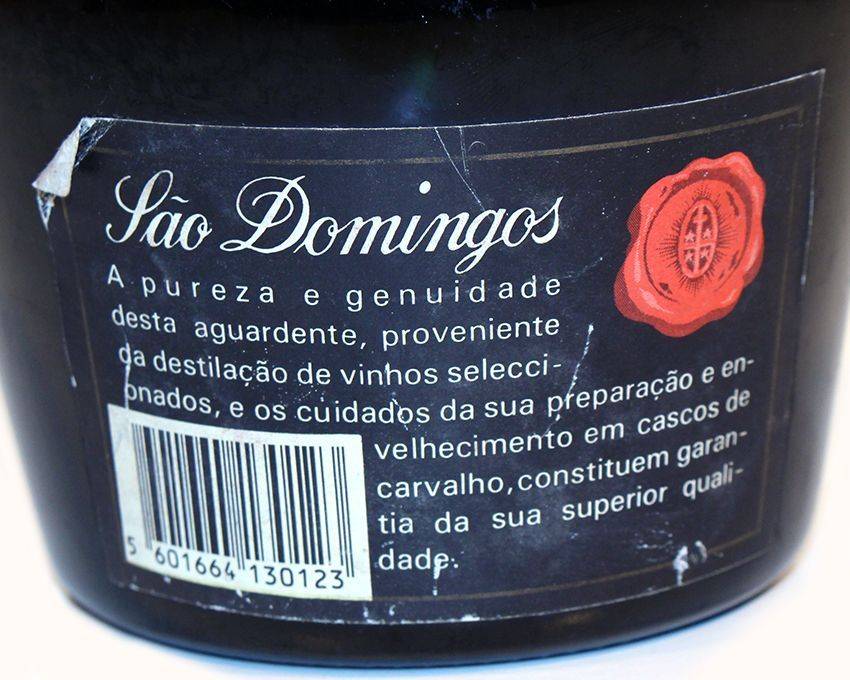 São Domingos
A pureza e genuidade
desta aguardente, proveniente
da destilação de vinhos selecci-
onados, e os cuidados da sua preparação e en-
velhecimento em cascos de
carvalho, constituem garan-
tia da sua superior quali-
dade.
5 601664 130123